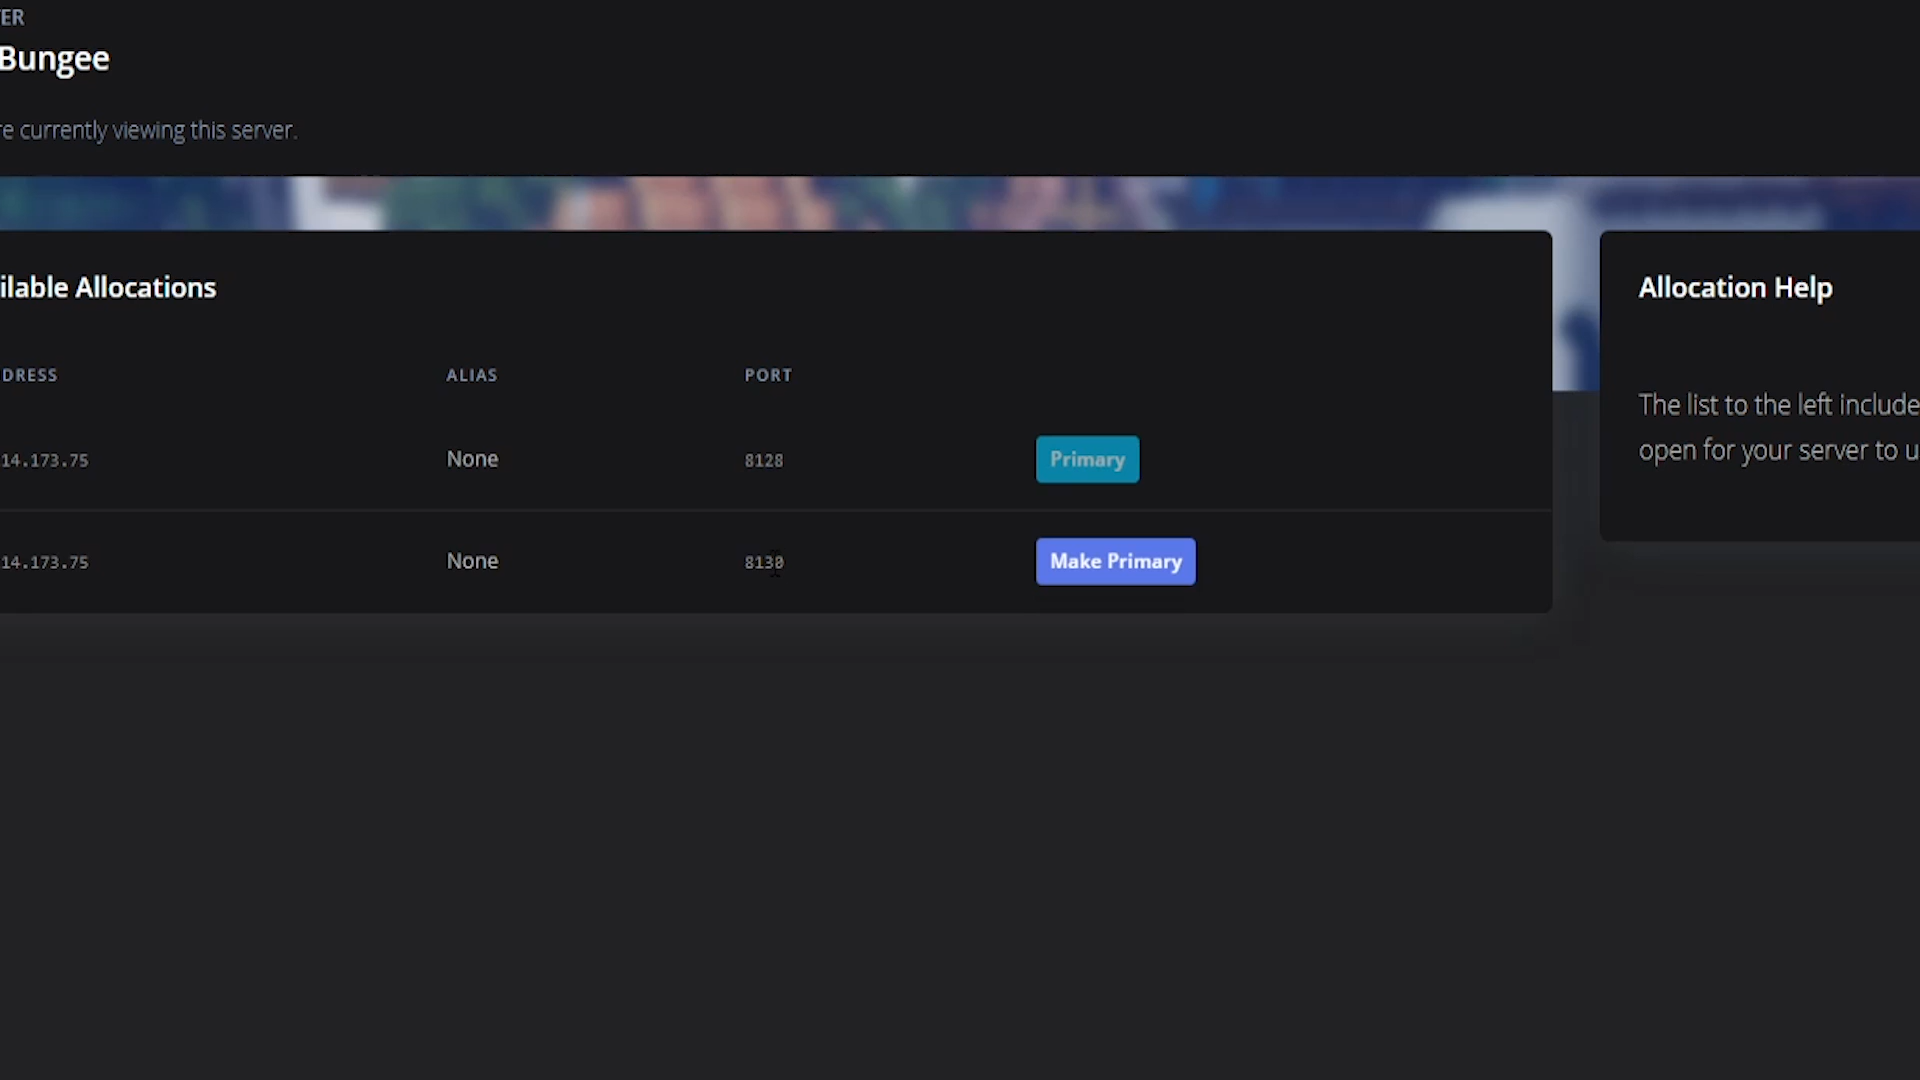 ER
Bungee
re currently viewing this server.
ilable Allocations
DRESS ALIAS PORT
14.173.75 None 8128 Primary
14.173.75 None 8130 Make Primary
Allocation Help
The list to the left include
open for your server to u